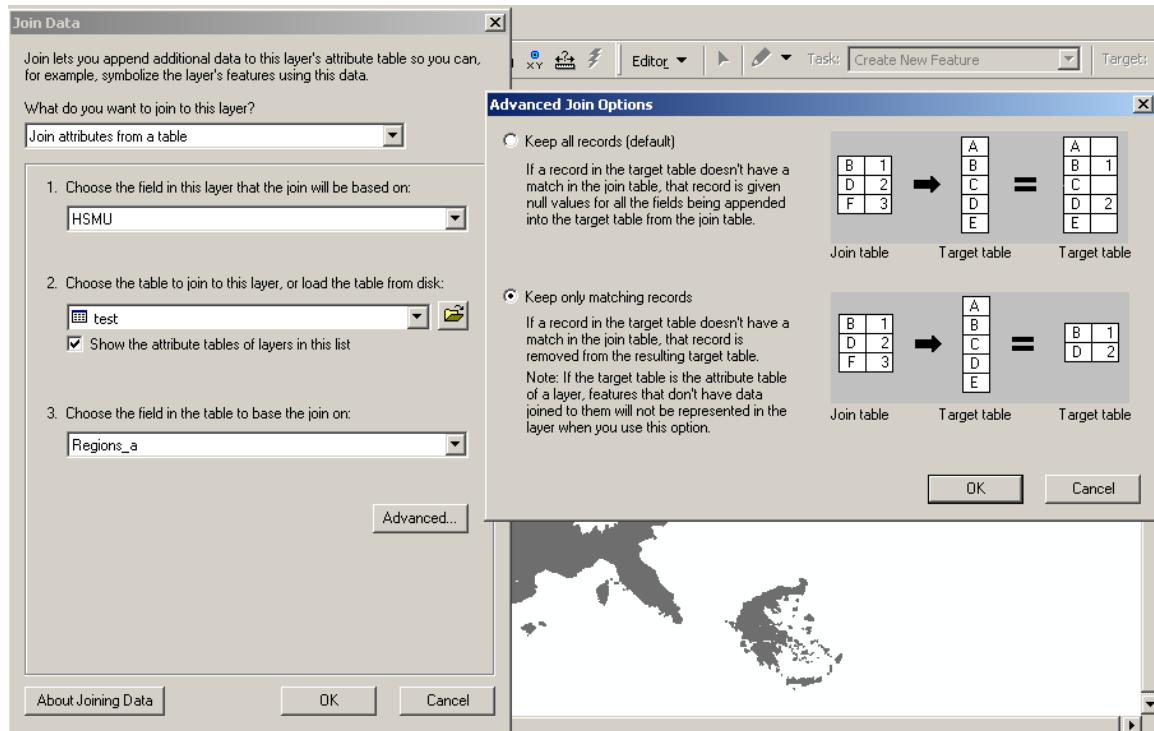 Join Data
Join lets you append additional data to this layer's attribute table so you can,
for example, symbolize the layer's features using this data.
What do you want to join to this layer?
Join attributes from a table
1. Choose the field in this layer that the join will be based on:
HSMU
2. Choose the table to join to this layer, or load the table from disk:
test
Show the attribute tables of layers in this list
3. Choose the field in the table to base the join on:
Regions_a
Advanced...
About Joining Data
OK
Cancel
XY
Editor
Task:
Create New Feature
Target:
Advanced Join Options
Keep all records (default)
If a record in the target table doesn't have a
match in the join table, that record is given
null values for all the fields being appended
into the target table from the join table.
B 1
D 2
F 3
A
B
C
D
E
A
B 1
C
D 2
E
Join table
Target table
Target table
Keep only matching records
If a record in the target table doesn't have a
match in the join table, that record is
removed from the resulting target table.
Note: If the target table is the attribute table
of a layer, features that don't have data
joined to them will not be represented in the
layer when you use this option.
B 1
D 2
F 3
A
B
C
D
E
B 1
D 2
Join table
Target table
Target table
OK
Cancel